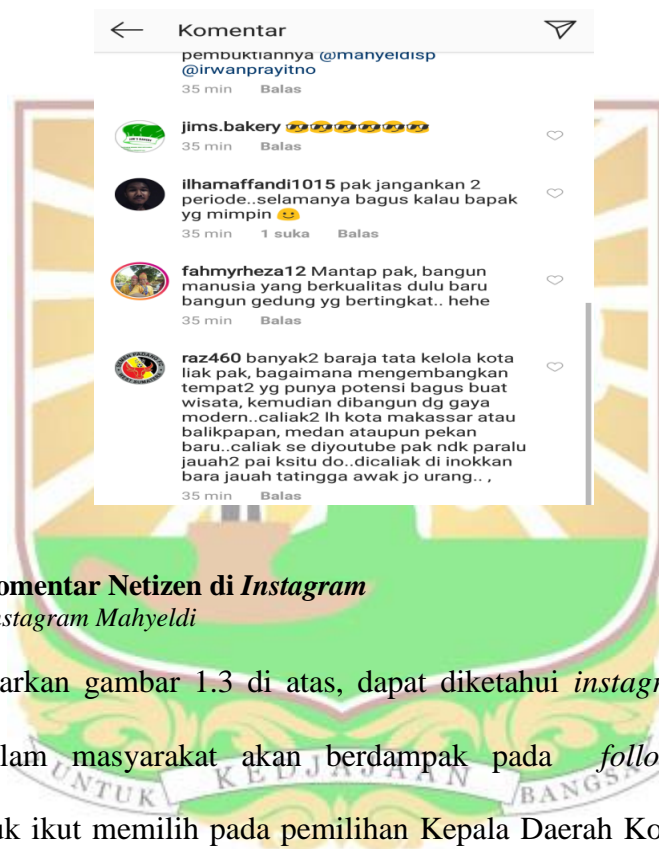 Komentar
pembuktiannya @mahyeldisp
@irwanprayitno
35 min Balas
jims.bakery 😎😎😎😎😎😎
35 min Balas
ilhamaffandi1015 pak jangankan 2
periode..selamanya bagus kalau bapak
yg mimpin 🙂
35 min 1 suka Balas
fahmyrheza12 Mantap pak, bangun
manusia yang berkualitas dulu baru
bangun gedung yg bertingkat.. hehe
35 min Balas
raz460 banyak2 baraja tata kelola kota
liak pak, bagaimana mengembangkan
tempat2 yg punya potensi bagus buat
wisata, kemudian dibangun dg gaya
modern..caliak2 lh kota makassar atau
balikpapan, medan ataupun pekan
baru..caliak se diyoutube pak ndk paralu
jauah2 pai ksitu do..dicaliak di inokkan
bara jauah tatingga awak jo urang.. ,
35 min Balas
omentar Netizen di Instagram
nstagram Mahyeldi
arkan gambar 1.3 di atas, dapat diketahui instagr
lam masyarakat akan berdampak pada follo
uk ikut memilih pada pemilihan Kepala Daerah Ko
UNTUK KEDJAJAAN BANGSA